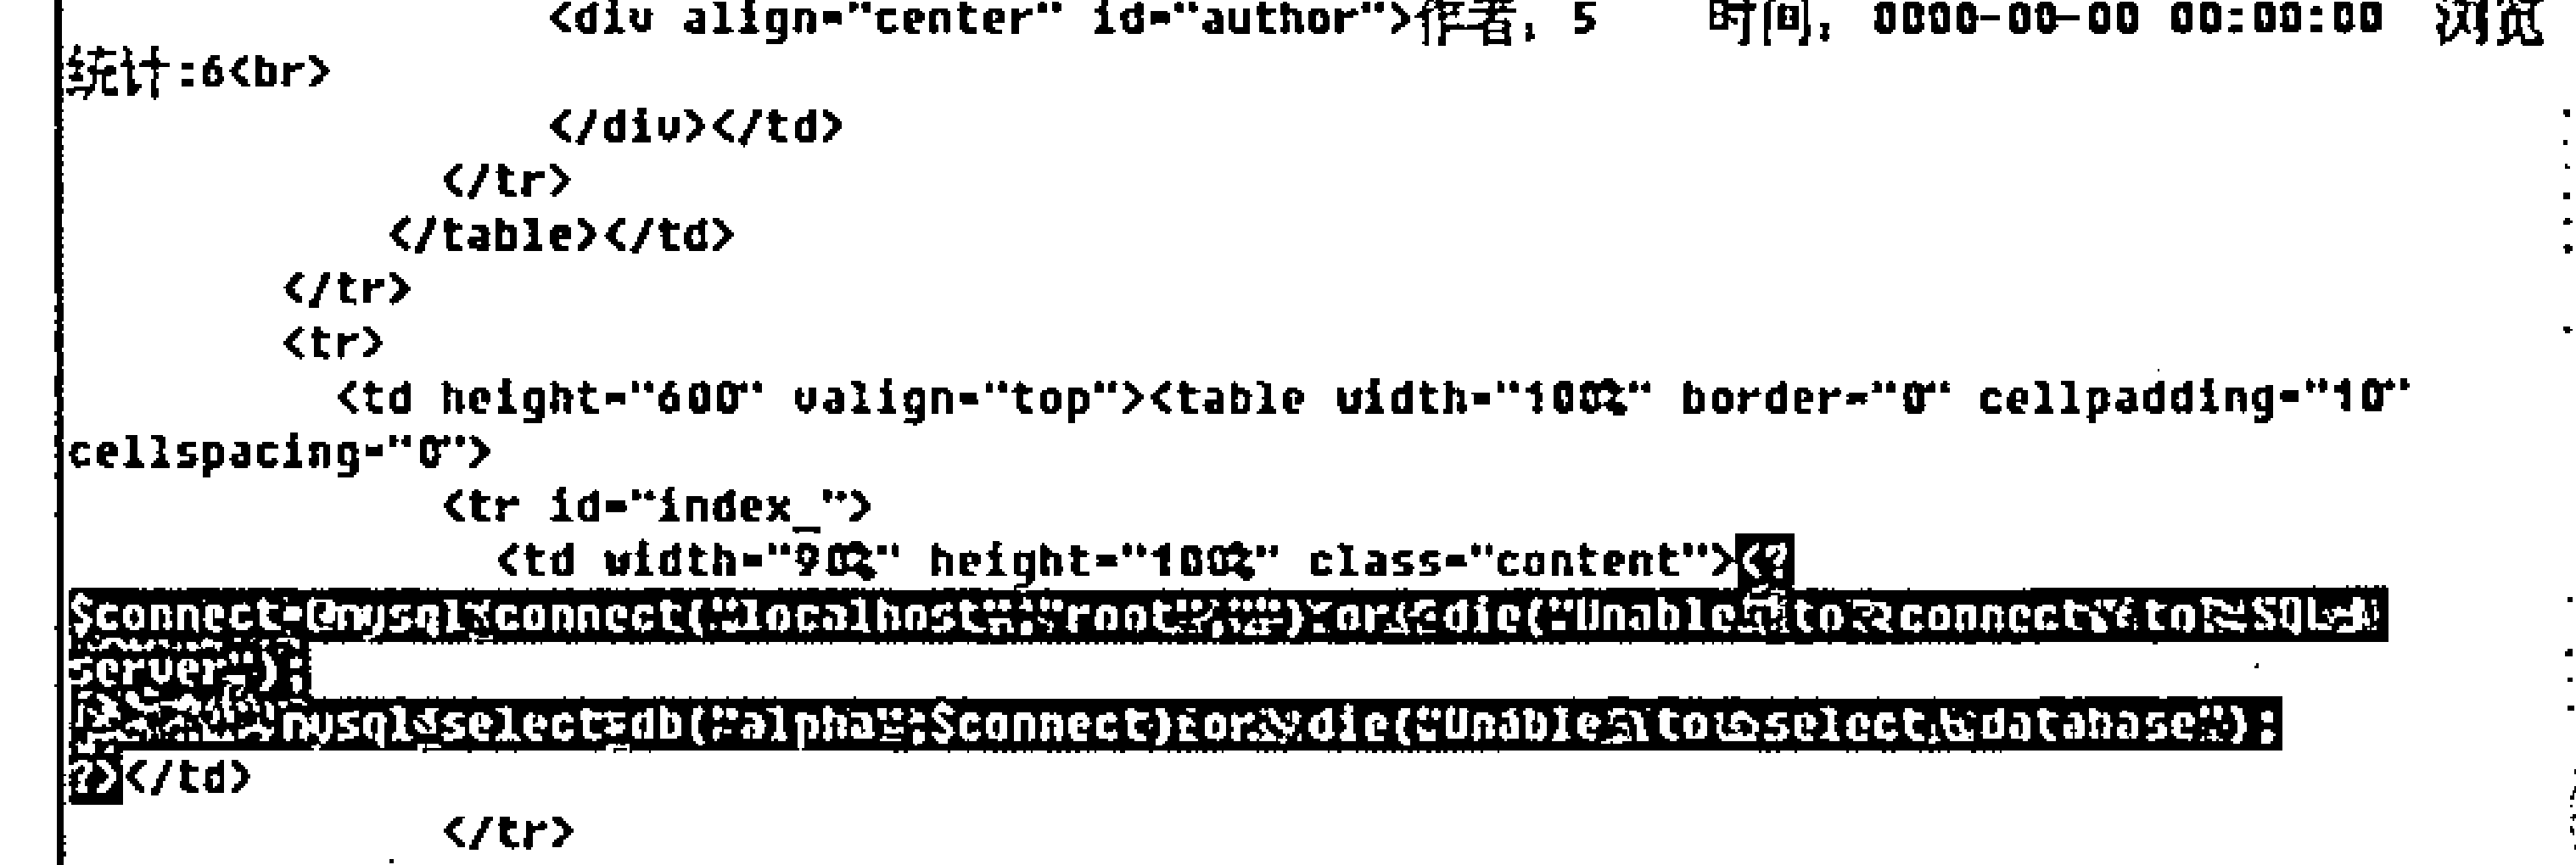 <div align="center" id="author">作者：5 时间：0000-00-00 00:00:00 浏览
统计:6<br>
</div></td>
</tr>
</table></td>
</tr>
<tr>
<td height="600" valign="top"><table width="100%" border="0" cellpadding="10"
cellspacing="0">
<tr id="index_">
<td width="90%" height="100%" class="content"><?
$connect=@mysql_connect("localhost","root","") or die("Unable to connect to SQL
server");
mysql_select_db("alpha",$connect) or die("Unable to select database");
?></td>
</tr>